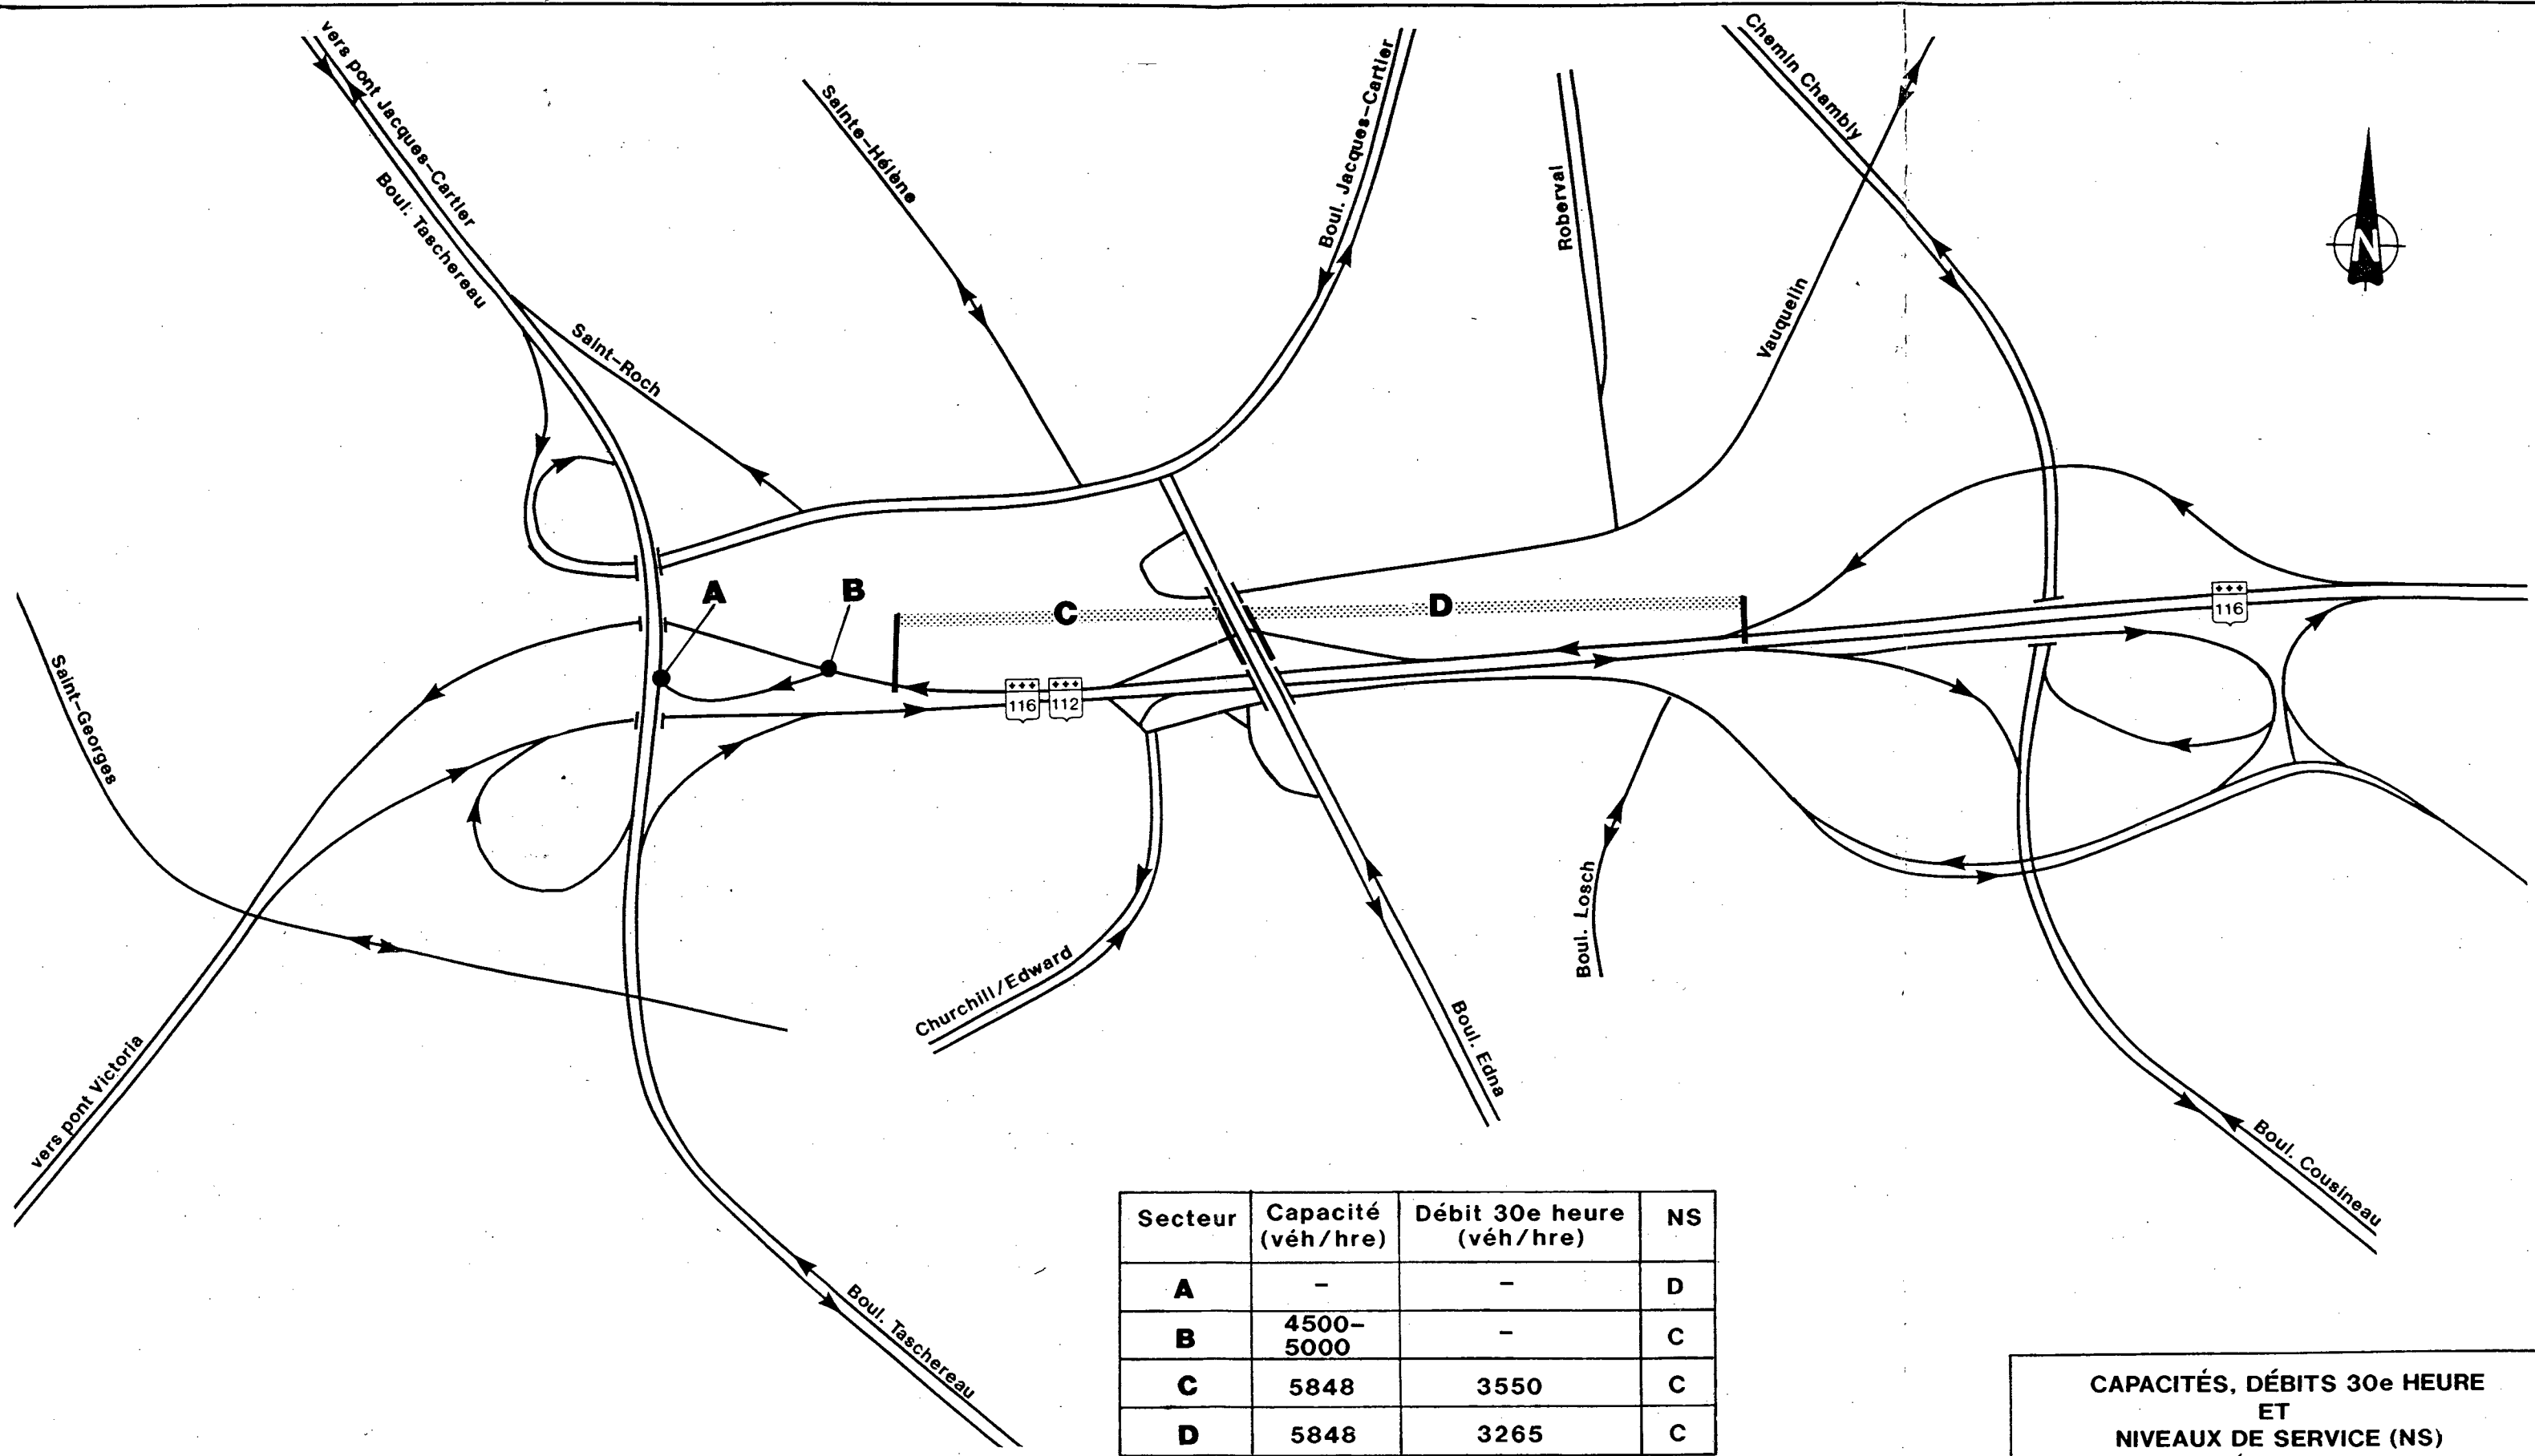 vers pont Jacques-Cartier
Boul. Taschereau
Sainte-Hélène
Boul. Jacques-Cartier
Roberval
Chemin Chambly
Vauquelin
N
Saint-Roch
A
B
C
D
116
116
112
Saint-Georges
vers pont Victoria
Churchill/Edward
Boul. Edna
Boul. Losch
Boul. Cousineau
Boul. Taschereau
Secteur Capacité (véh/hre) Débit 30e heure (véh/hre) NS
A - - D
B 4500-5000 - C
C 5848 3550 C
D 5848 3265 C
CAPACITÉS, DÉBITS 30e HEURE
ET
NIVEAUX DE SERVICE (NS)